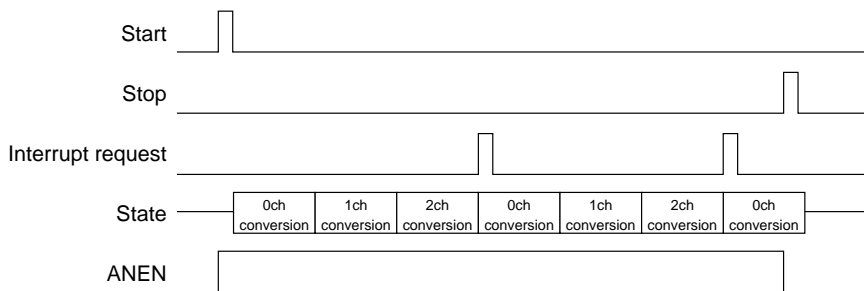 Start
Stop
Interrupt request
State
0ch 1ch 2ch 0ch 1ch 2ch 0ch
conversion conversion conversion conversion conversion conversion conversion
ANEN